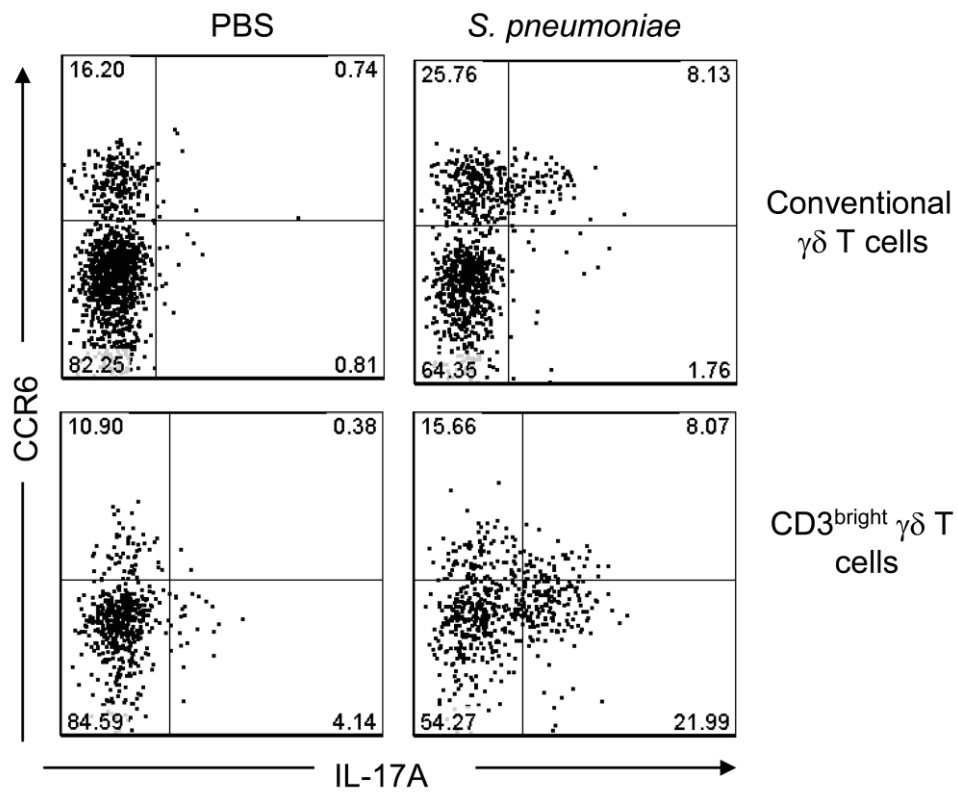 PBS
S. pneumoniae
16.20 0.74
82.25 0.81
25.76 8.13
64.35 1.76
Conventional
γδ T cells
10.90 0.38
84.59 4.14
15.66 8.07
54.27 21.99
CD3bright γδ T
cells
CCR6
IL-17A